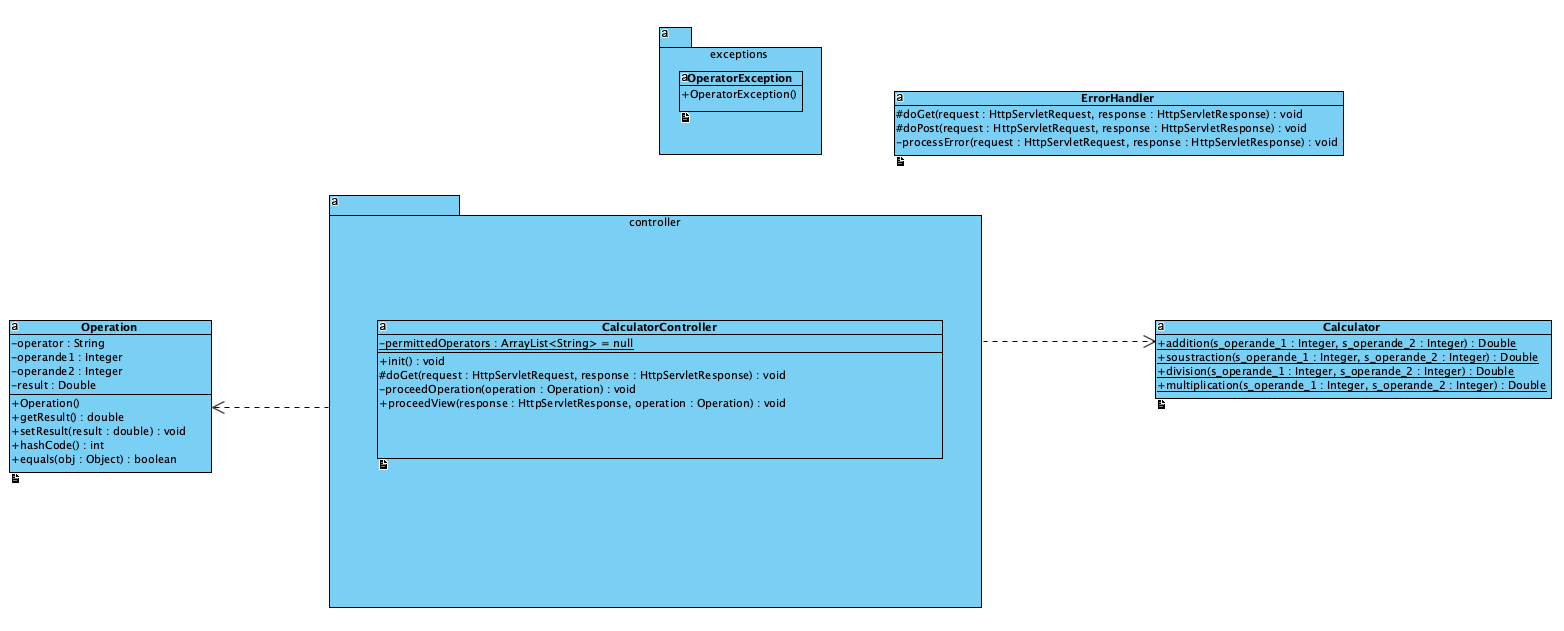 a
exceptions
a
OperatorException
+OperatorException()
a
ErrorHandler
#doGet(request : HttpServletRequest, response : HttpServletResponse) : void
#doPost(request : HttpServletRequest, response : HttpServletResponse) : void
-processError(request : HttpServletRequest, response : HttpServletResponse) : void
a
controller
a
Operation
-operator : String
-operande1 : Integer
-operande2 : Integer
-result : Double
+Operation()
+getResult() : double
+setResult(result : double) : void
+hashCode() : int
+equals(obj : Object) : boolean
a
CalculatorController
-permittedOperators : ArrayList<String> = null
+init() : void
#doGet(request : HttpServletRequest, response : HttpServletResponse) : void
-proceedOperation(operation : Operation) : void
+proceedView(response : HttpServletResponse, operation : Operation) : void
a
Calculator
+addition(s_operande_1 : Integer, s_operande_2 : Integer) : Double
+soustraction(s_operande_1 : Integer, s_operande_2 : Integer) : Double
+division(s_operande_1 : Integer, s_operande_2 : Integer) : Double
+multiplication(s_operande_1 : Integer, s_operande_2 : Integer) : Double